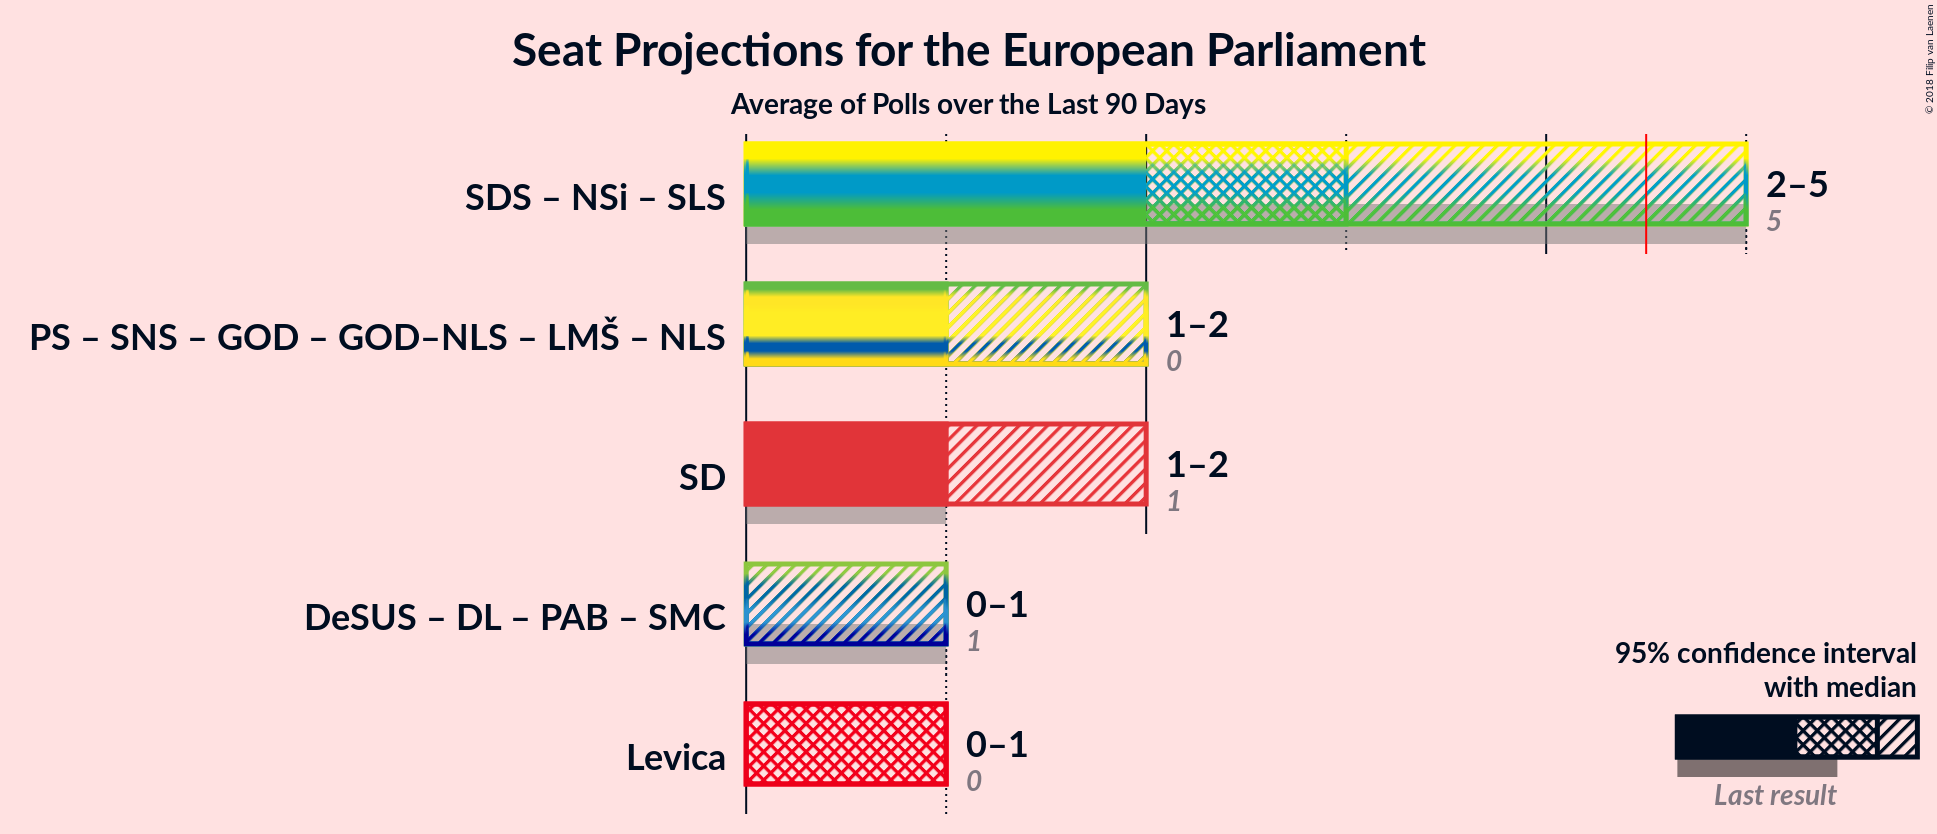 Seat Projections for the European Parliament
Average of Polls over the Last 90 Days
© 2018 Filip van Laenen
SDS – NSi – SLS
2–5
5
PS – SNS – GOD – GOD–NLS – LMŠ – NLS
1–2
0
SD
1–2
1
DeSUS – DL – PAB – SMC
0–1
1
Levica
0–1
0
95% confidence interval
with median
Last result